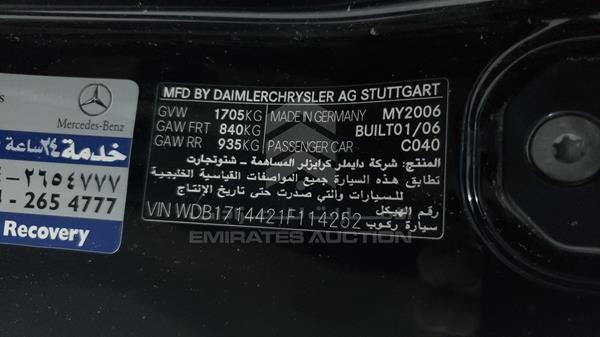 s
Mercedes-Benz
خدمة ٢٤ ساعة
-٢٦٥٤٧٧٧
- 265 4777
Recovery
MFD BY DAIMLERCHRYSLER AG STUTTGART
GVW 1705KG MADE IN GERMANY MY2006
GAW FRT 840KG BUILT01/06
GAW RR 935KG PASSENGER CAR C040
المنتج: شركة دايملر كرايزلر المساهمة - شتوتجارت
تطابق هذه السيارة جميع المواصفات القياسية الخليجية
للسيارات والتي صدرت حتى تاريخ الإنتاج
رقم الهيكل
VIN WDB1714421F114252
سيارة ركوب
EMIRATES AUCTION